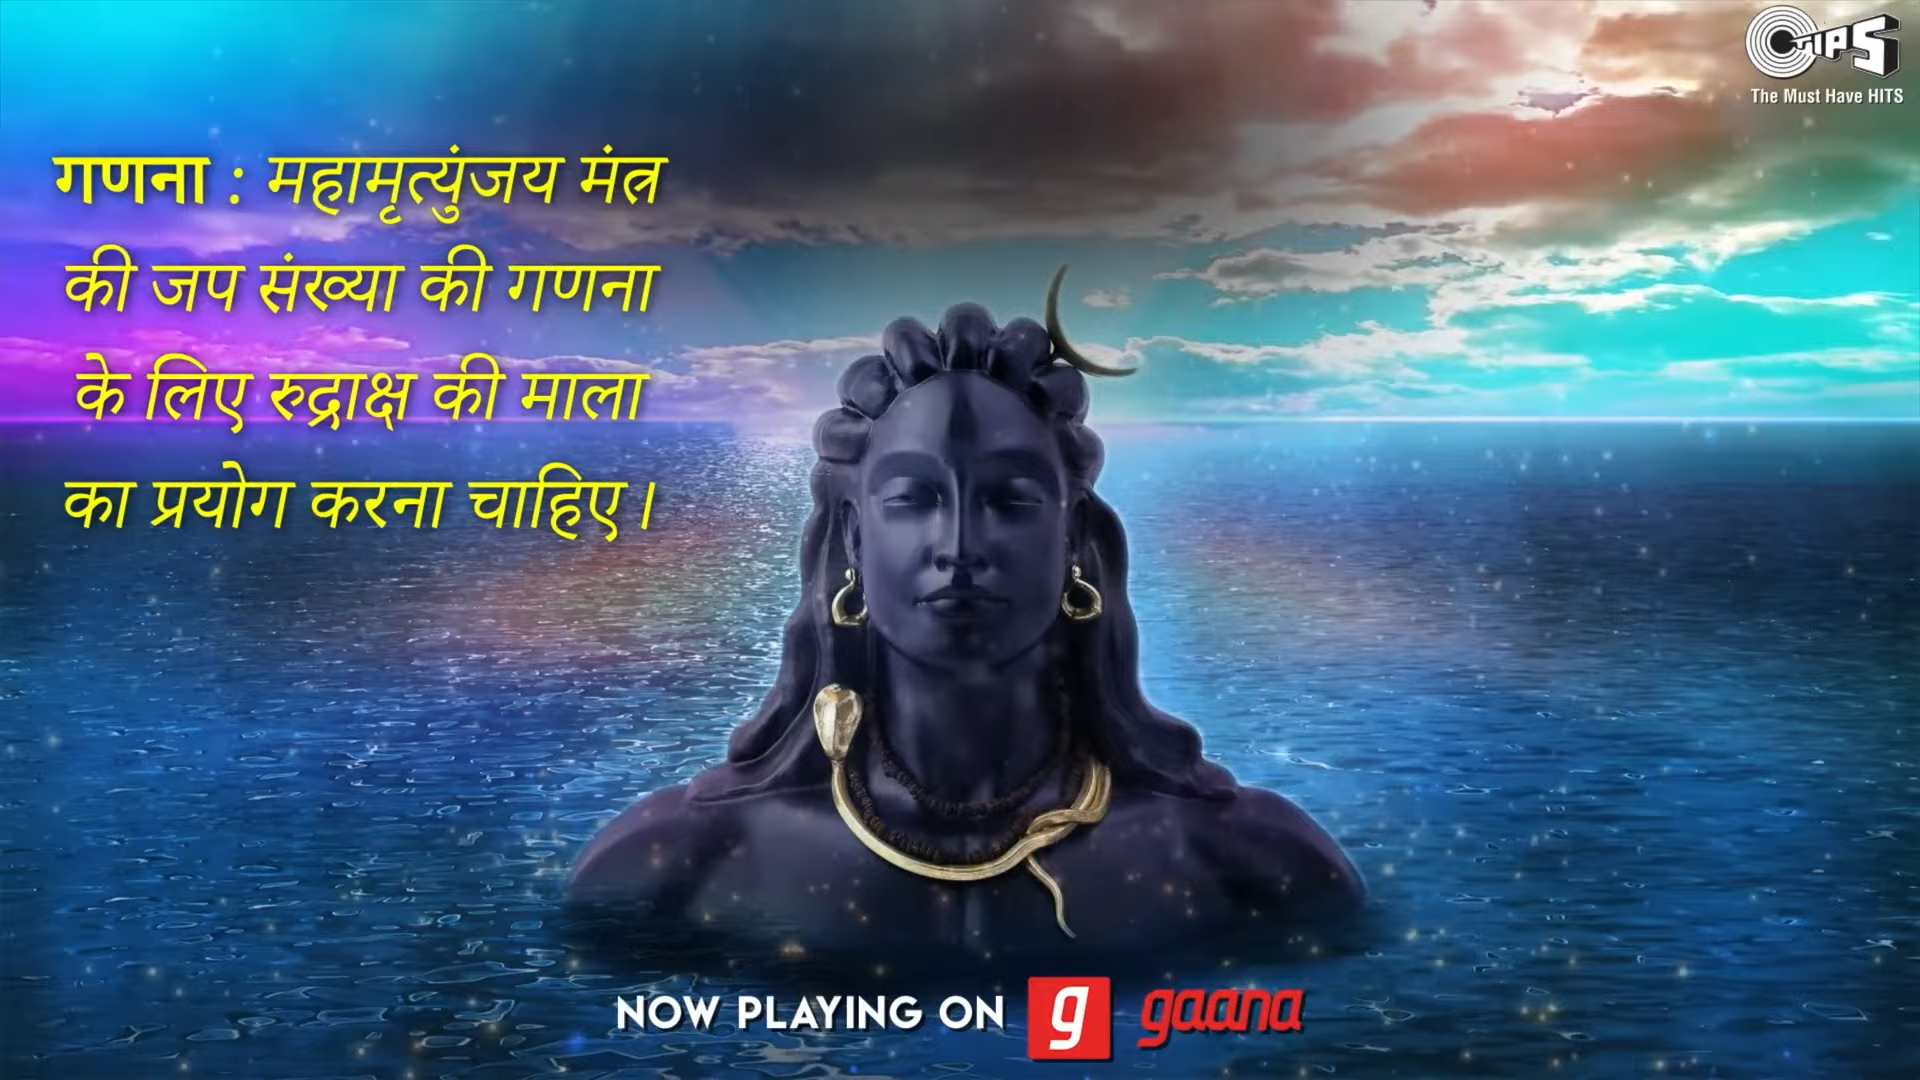 TIPS
The Must Have HITS
गणना : महामृत्युंजय मंत्र
की जप संख्या की गणना
के लिए रुद्राक्ष की माला
का प्रयोग करना चाहिए।
NOW PLAYING ON g gaana